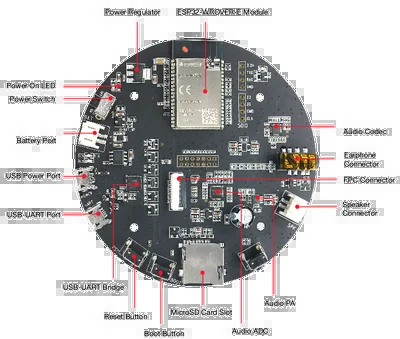 Power Regulator
ESP32-WROVER-E Module
Power On LED
Power Switch
Battery Port
USB Power Port
USB-UART Port
USB-UART Bridge
Reset Button
Boot Button
MicroSD Card Slot
Audio ADC
Audio PA
Speaker
Connector
FPC Connector
Earphone
Connector
Audio Codec